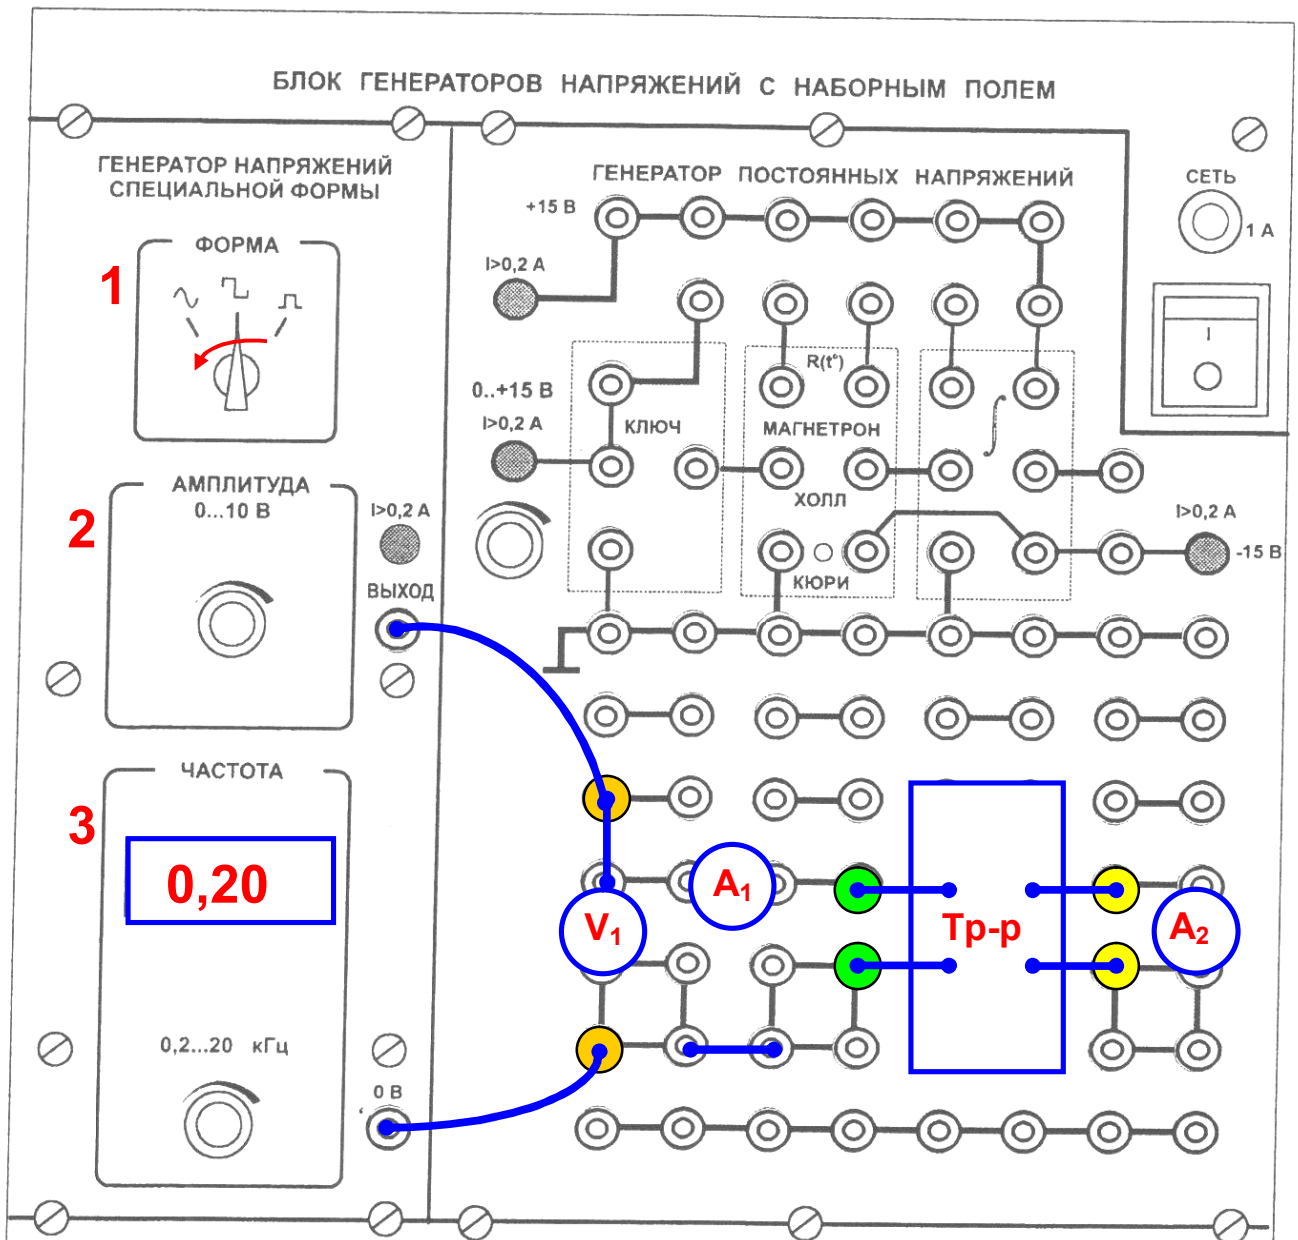 БЛОК ГЕНЕРАТОРОВ НАПРЯЖЕНИЙ С НАБОРНЫМ ПОЛЕМ
ГЕНЕРАТОР НАПРЯЖЕНИЙ
СПЕЦИАЛЬНОЙ ФОРМЫ
ГЕНЕРАТОР ПОСТОЯННЫХ НАПРЯЖЕНИЙ
СЕТЬ
1 А
I
+15 В
I>0,2 А
1
ФОРМА
0..+15 В
I>0,2 А
КЛЮЧ
R(t°)
МАГНЕТРОН
ХОЛЛ
КЮРИ
∫
I>0,2 А
-15 В
2
АМПЛИТУДА
0...10 В
I>0,2 А
ВЫХОД
3
ЧАСТОТА
0,20
0,2...20 кГц
0 В
V1
A1
Тр-р
A2